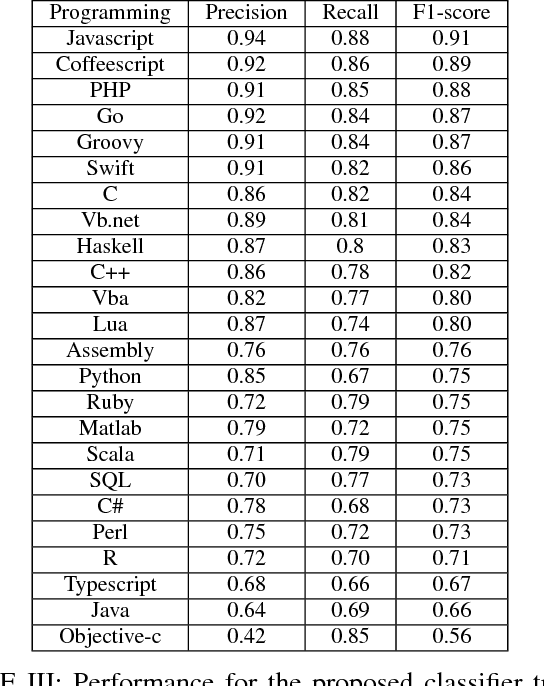 Programming Precision Recall F1-score
Javascript 0.94 0.88 0.91
Coffeescript 0.92 0.86 0.89
PHP 0.91 0.85 0.88
Go 0.92 0.84 0.87
Groovy 0.91 0.84 0.87
Swift 0.91 0.82 0.86
C 0.86 0.82 0.84
Vb.net 0.89 0.81 0.84
Haskell 0.87 0.8 0.83
C++ 0.86 0.78 0.82
Vba 0.82 0.77 0.80
Lua 0.87 0.74 0.80
Assembly 0.76 0.76 0.76
Python 0.85 0.67 0.75
Ruby 0.72 0.79 0.75
Matlab 0.79 0.72 0.75
Scala 0.71 0.79 0.75
SQL 0.70 0.77 0.73
C# 0.78 0.68 0.73
Perl 0.75 0.72 0.73
R 0.72 0.70 0.71
Typescript 0.68 0.66 0.67
Java 0.64 0.69 0.66
Objective-c 0.42 0.85 0.56
III: Performance for the proposed classifier